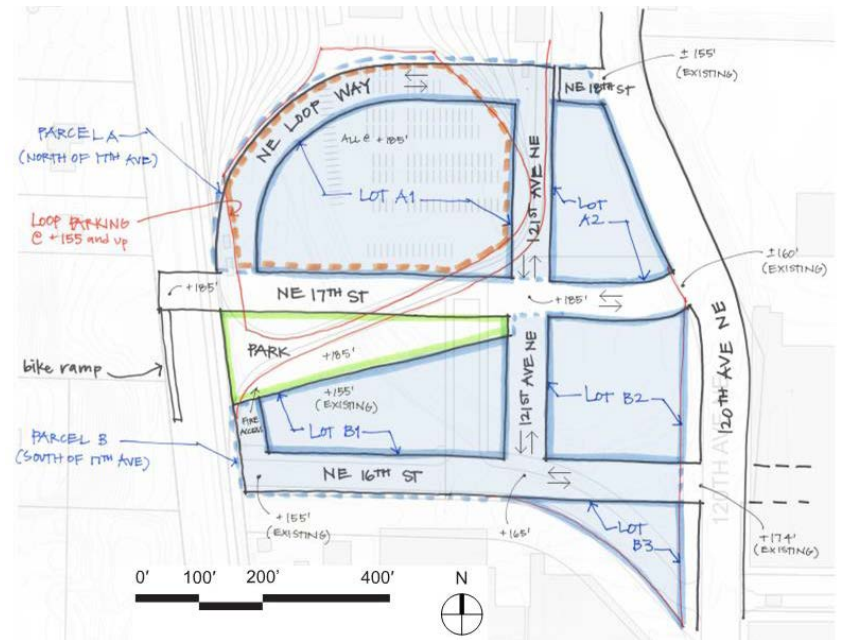 ± 155'
(EXISTING)
NE 18TH ST
NE LOOP WAY
PARCEL A
(NORTH OF 17TH AVE)
ALL @ +185'
LOT A1
121ST AVE NE
LOT
A2
LOOP PARKING
@ +155 and up
±160'
(EXISTING)
+185'
NE 17TH ST
+185'
PARK
+185'
bike ramp
+155'
(EXISTING)
FIRE
ACCESS
LOT B1
121ST AVE NE
LOT B2
120TH AVE NE
120TH AVE NE
PARCEL B
(SOUTH OF 17TH AVE)
NE 16TH ST
+155'
(EXISTING)
+165'
LOT
B3
+174'
(EXISTING)
0' 100' 200' 400'
N